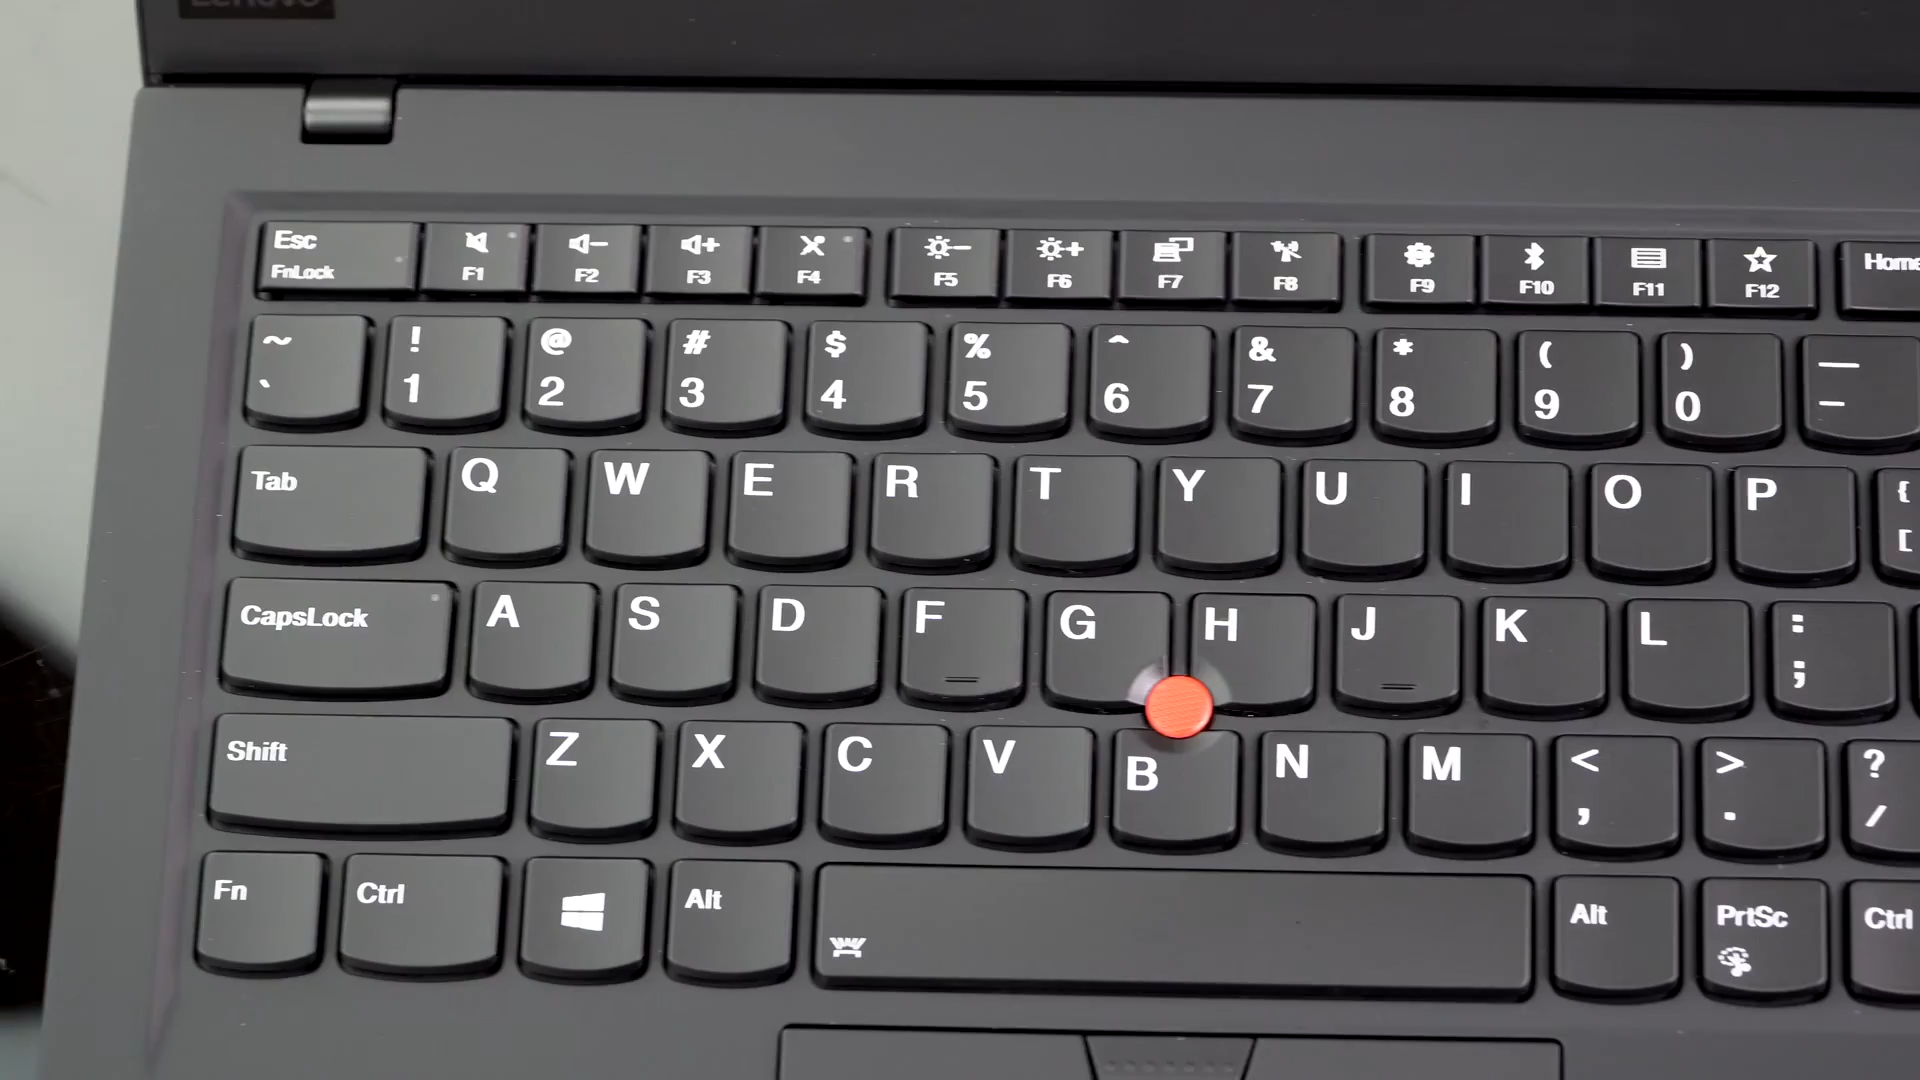 Lenovo
Esc FnLock F1 F2 F3 F4 F5 F6 F7 F8 F9 F10 F11 F12 Home
~ ` ! 1 @ 2 # 3 $ 4 % 5 ^ 6 & 7 * 8 ( 9 ) 0 — –
Tab Q W E R T Y U I O P { [
CapsLock A S D F G H J K L : ;
Shift Z X C V B N M < , > . ? /
Fn Ctrl Alt Alt PrtSc Ctrl